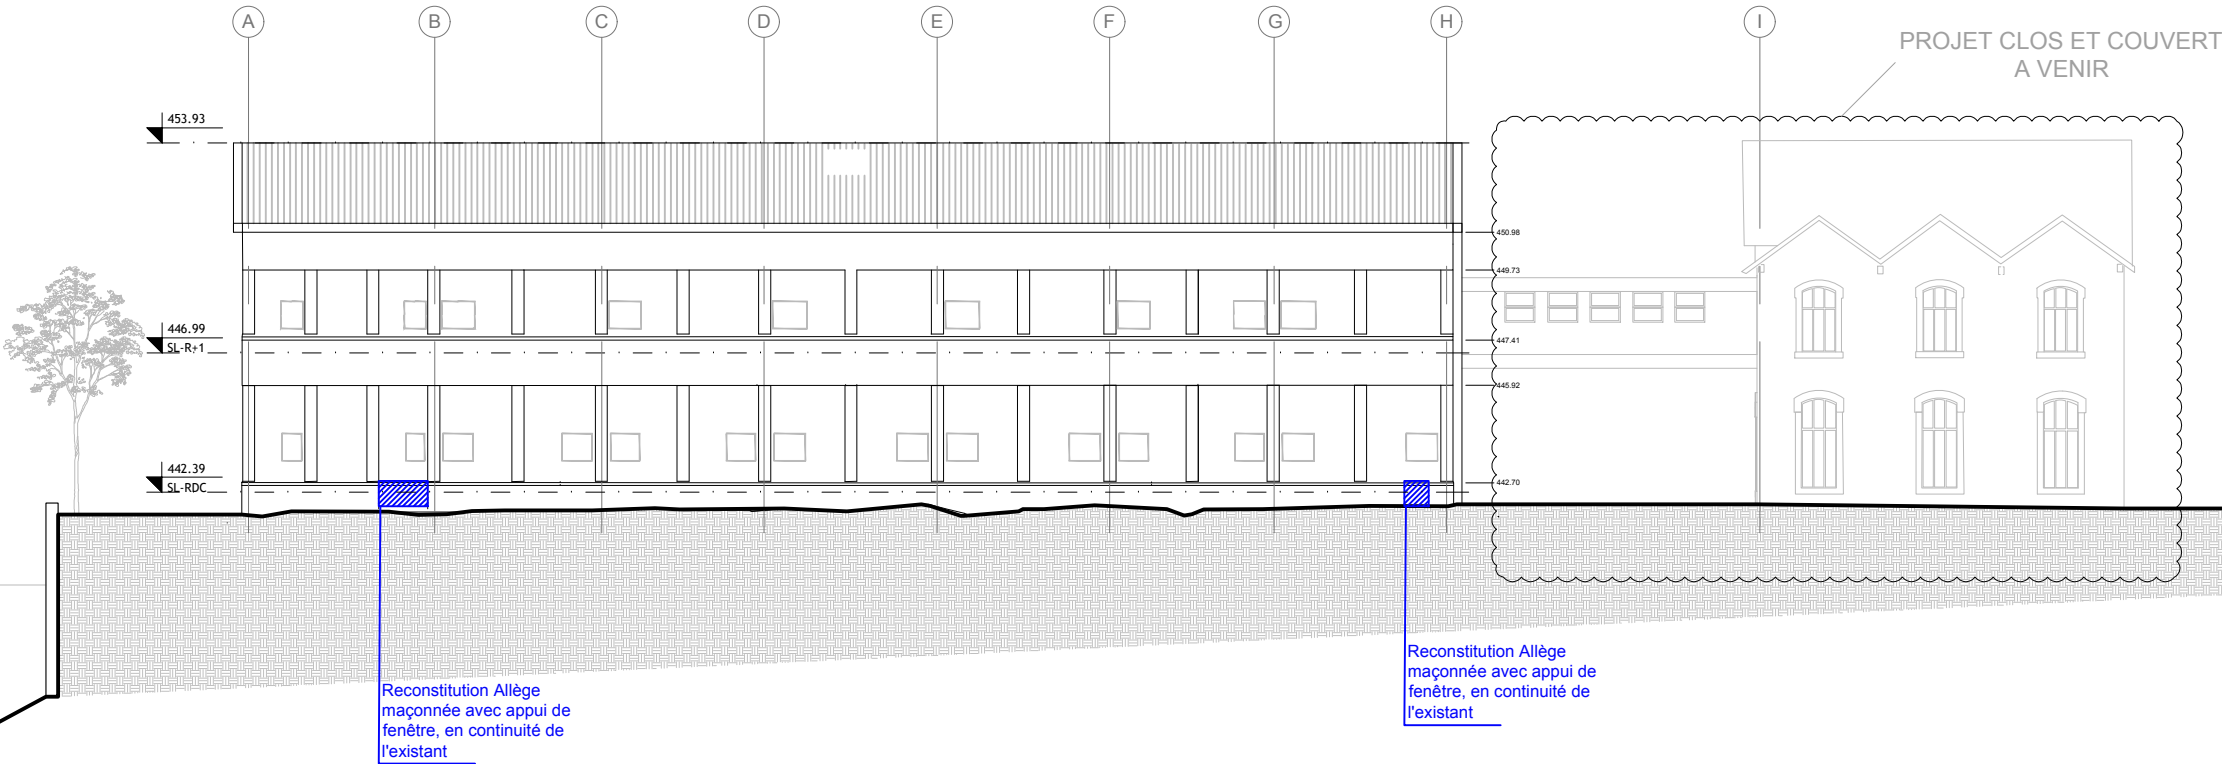 A
B
C
D
E
F
G
H
I
PROJET CLOS ET COUVERT
A VENIR
453.93
450.98
449.73
446.99
SL-R+1
447.41
445.92
442.39
SL-RDC
442.70
Reconstitution Allège
maçonnée avec appui de
fenêtre, en continuité de
l'existant
Reconstitution Allège
maçonnée avec appui de
fenêtre, en continuité de
l'existant